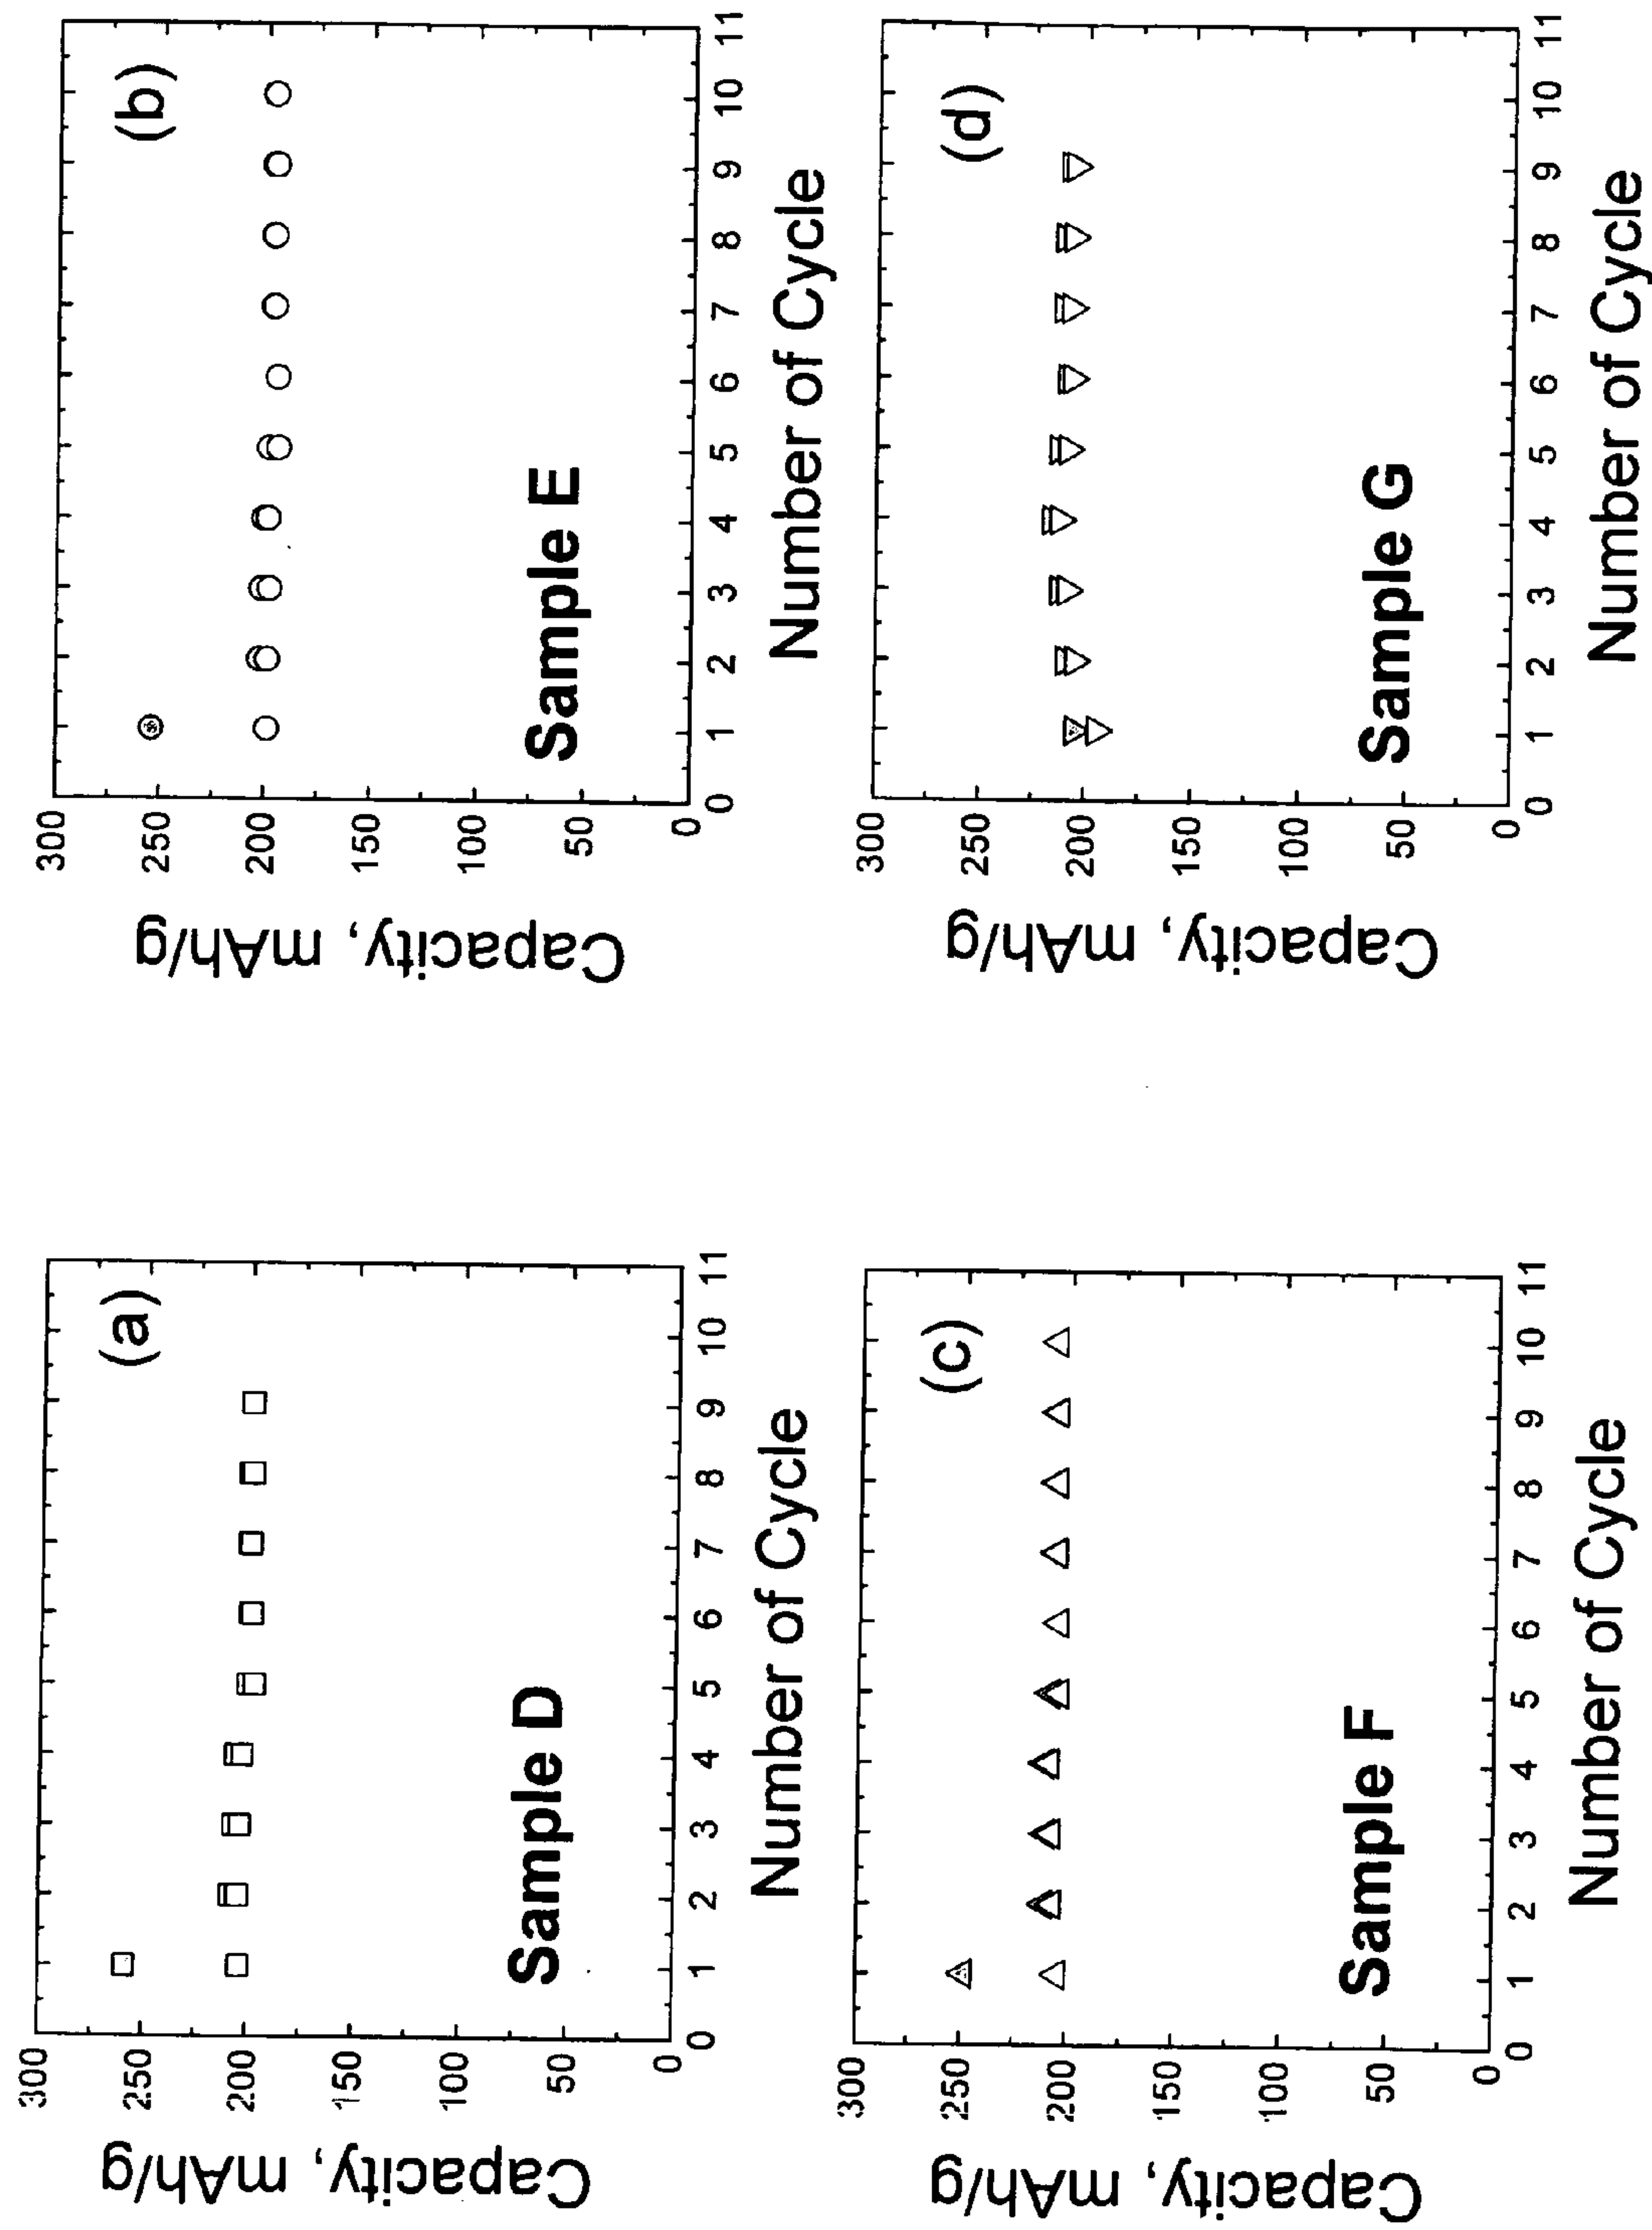 (a)
Sample D
Capacity, mAh/g
300
250
200
150
100
50
0
0 1 2 3 4 5 6 7 8 9 10 11
Number of Cycle
(b)
Sample E
Capacity, mAh/g
300
250
200
150
100
50
0
0 1 2 3 4 5 6 7 8 9 10 11
Number of Cycle
(c)
Sample F
Capacity, mAh/g
300
250
200
150
100
50
0
0 1 2 3 4 5 6 7 8 9 10 11
Number of Cycle
(d)
Sample G
Capacity, mAh/g
300
250
200
150
100
50
0
0 1 2 3 4 5 6 7 8 9 10 11
Number of Cycle